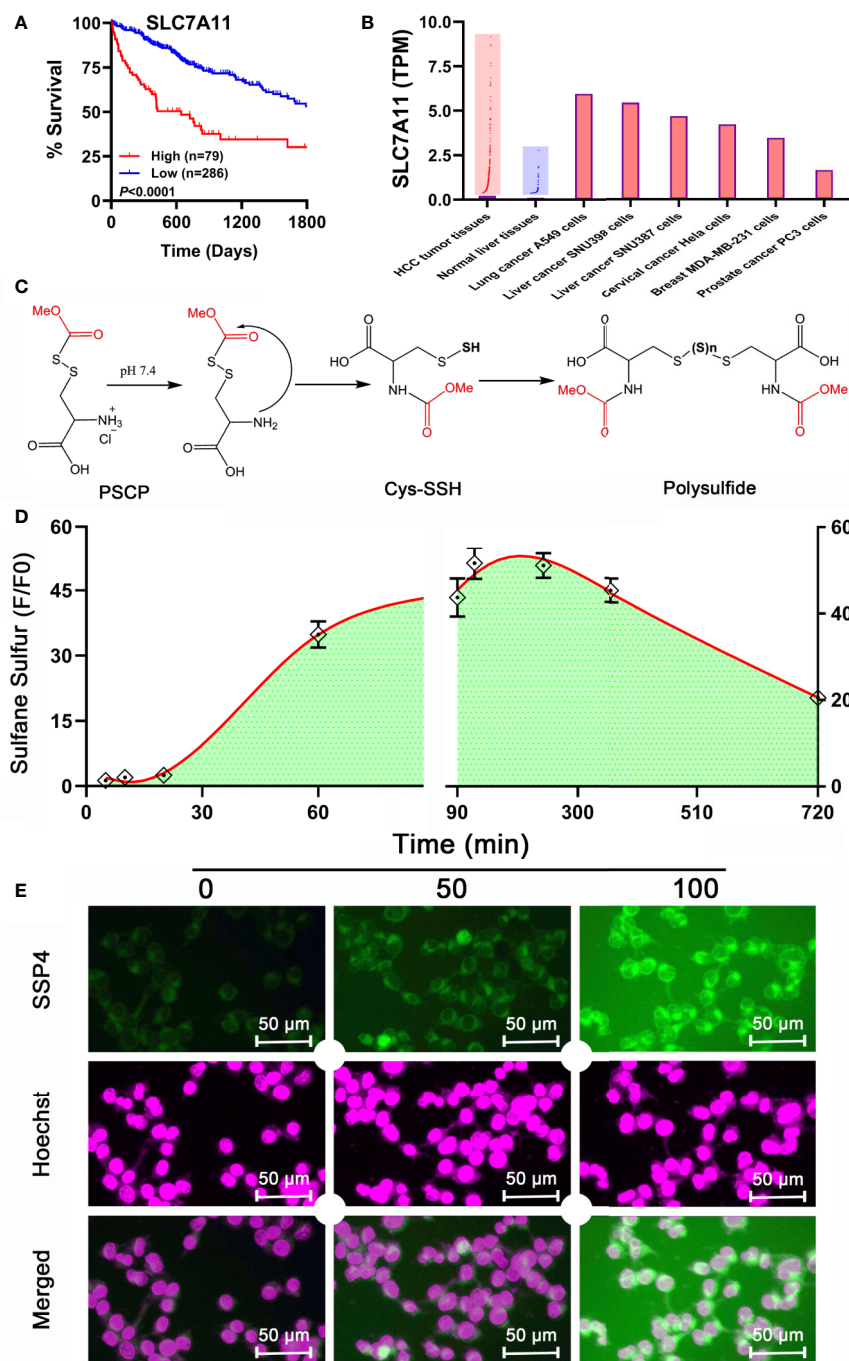 A
SLC7A11
% Survival
100
75
50
25
0
600
1200
1800
High (n=79)
Low (n=286)
P<0.0001
Time (Days)
B
SLC7A11 (TPM)
10.0
7.5
5.0
2.5
0.0
HCC tumor tissues
Normal liver tissues
Lung cancer A549 cells
Liver cancer SNU398 cells
Liver cancer SNU387 cells
cervical cancer Hela cells
Breast MDA-MB-231 cells
Prostate cancer PC3 cells
C
MeO
O
S
S
NH3
+
Cl
−
O
OH
PSCP
pH 7.4
MeO
O
S
S
NH2
O
OH
O
HO
S
SH
HN
OMe
O
Cys-SSH
O
HO
S
(S)n
S
O
OH
MeO
NH
O
HN
OMe
O
Polysulfide
D
Sulfane Sulfur (F/F0)
60
45
30
15
0
0
30
60
90
300
510
720
60
40
20
0
Time (min)
E
0
50
100
SSP4
50 μm
50 μm
50 μm
Hoechst
50 μm
50 μm
50 μm
Merged
50 μm
50 μm
50 μm